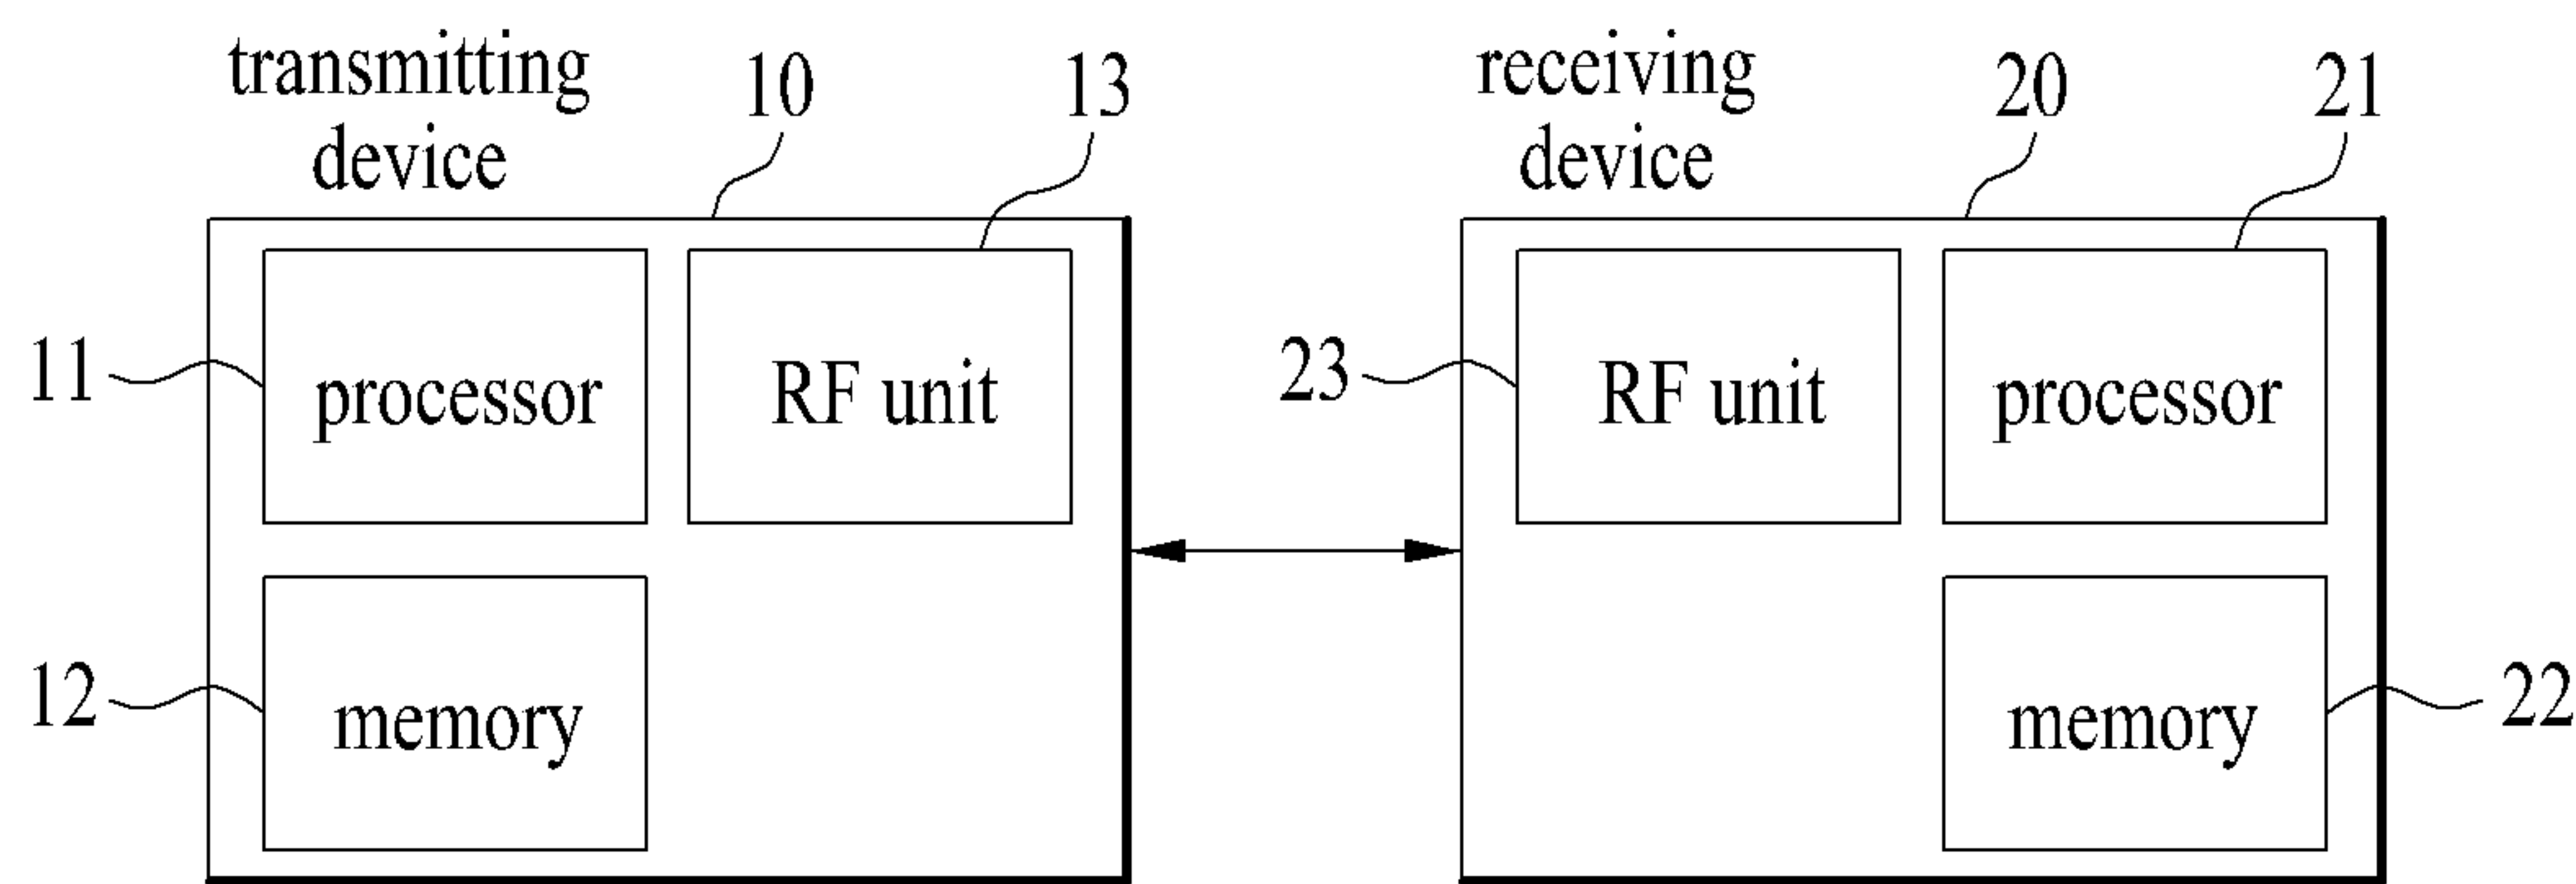 transmitting
device
10
13
receiving
device
20
21
11
processor
RF unit
23
RF unit
processor
12
memory
memory
22